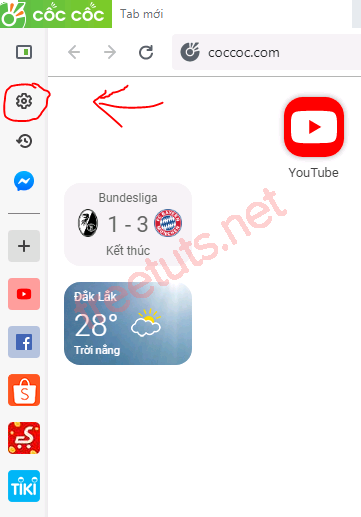 cốc cốc
Tab mới
coccoc.com
YouTube
Bundesliga
1 - 3
Kết thúc
Đắk Lắk
28°
Trời nắng
freetuts.net
TIKI